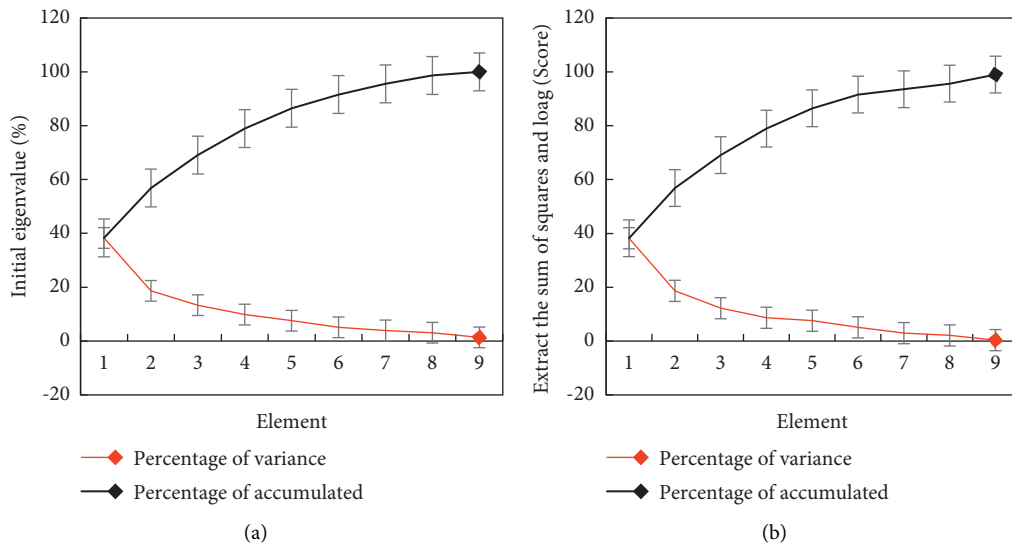 120
100
80
60
40
20
0
-20
1 2 3 4 5 6 7 8 9
Initial eigenvalue (%)
Element
Percentage of variance
Percentage of accumulated
(a)
120
100
80
60
40
20
0
-20
1 2 3 4 5 6 7 8 9
Extract the sum of squares and loag (Score)
Element
Percentage of variance
Percentage of accumulated
(b)